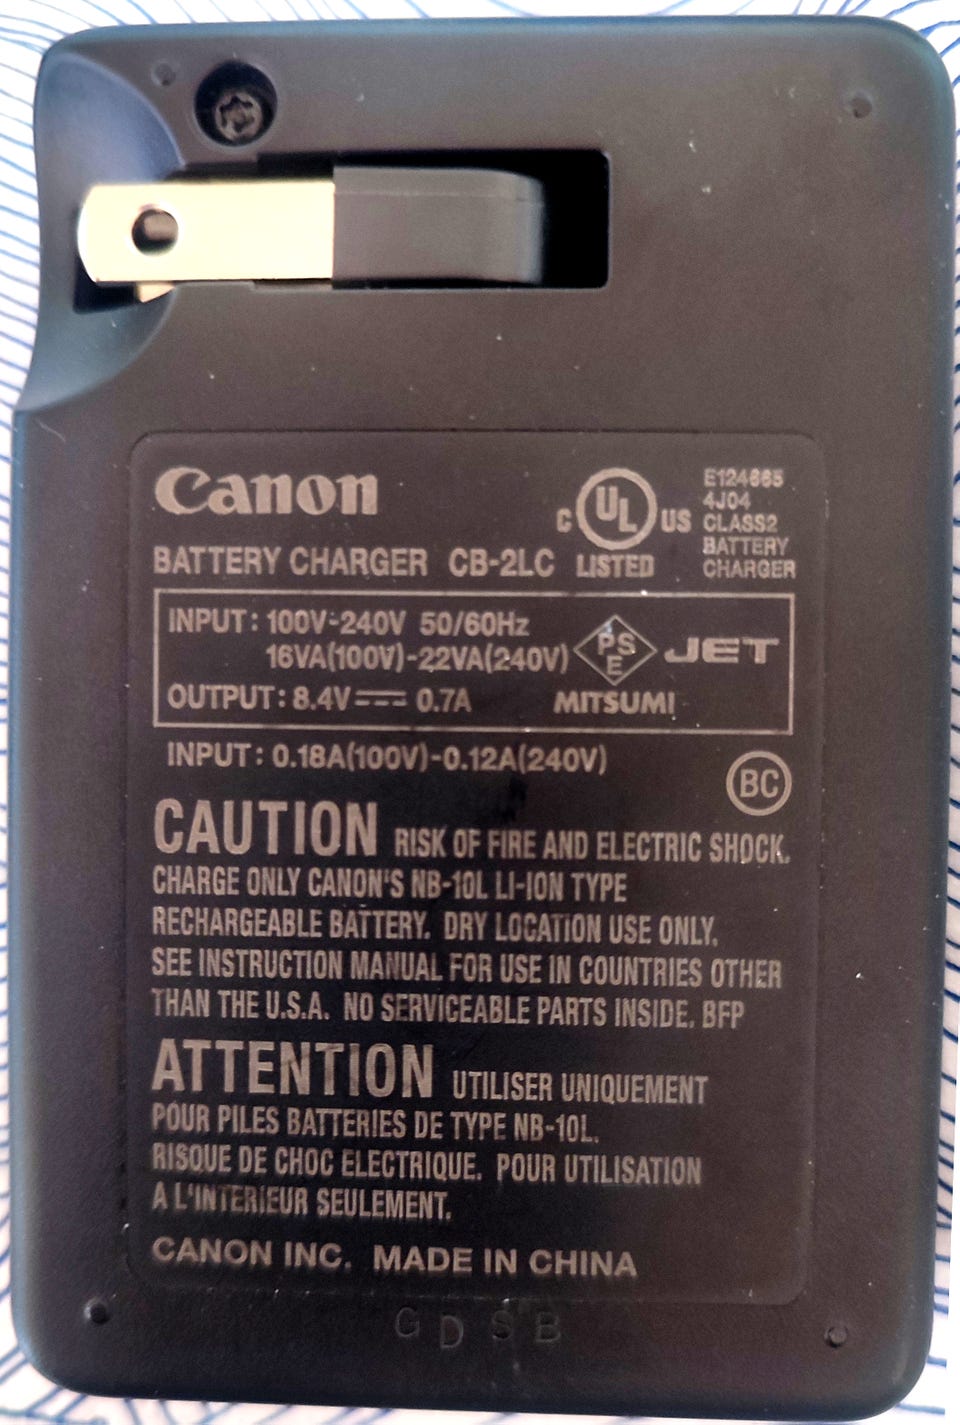 Canon
C UL US
LISTED
E124665
4J04
CLASS2
BATTERY
CHARGER
BATTERY CHARGER CB-2LC
INPUT: 100V-240V 50/60Hz
16VA(100V)-22VA(240V)
OUTPUT: 8.4V⎓0.7A
PS
E
JET
MITSUMI
INPUT: 0.18A(100V)-0.12A(240V)
BC
CAUTION RISK OF FIRE AND ELECTRIC SHOCK.
CHARGE ONLY CANON'S NB-10L LI-ION TYPE
RECHARGEABLE BATTERY. DRY LOCATION USE ONLY.
SEE INSTRUCTION MANUAL FOR USE IN COUNTRIES OTHER
THAN THE U.S.A. NO SERVICEABLE PARTS INSIDE. BFP
ATTENTION UTILISER UNIQUEMENT
POUR PILES BATTERIES DE TYPE NB-10L.
RISQUE DE CHOC ELECTRIQUE. POUR UTILISATION
A L'INTERIEUR SEULEMENT.
CANON INC. MADE IN CHINA
G D S B